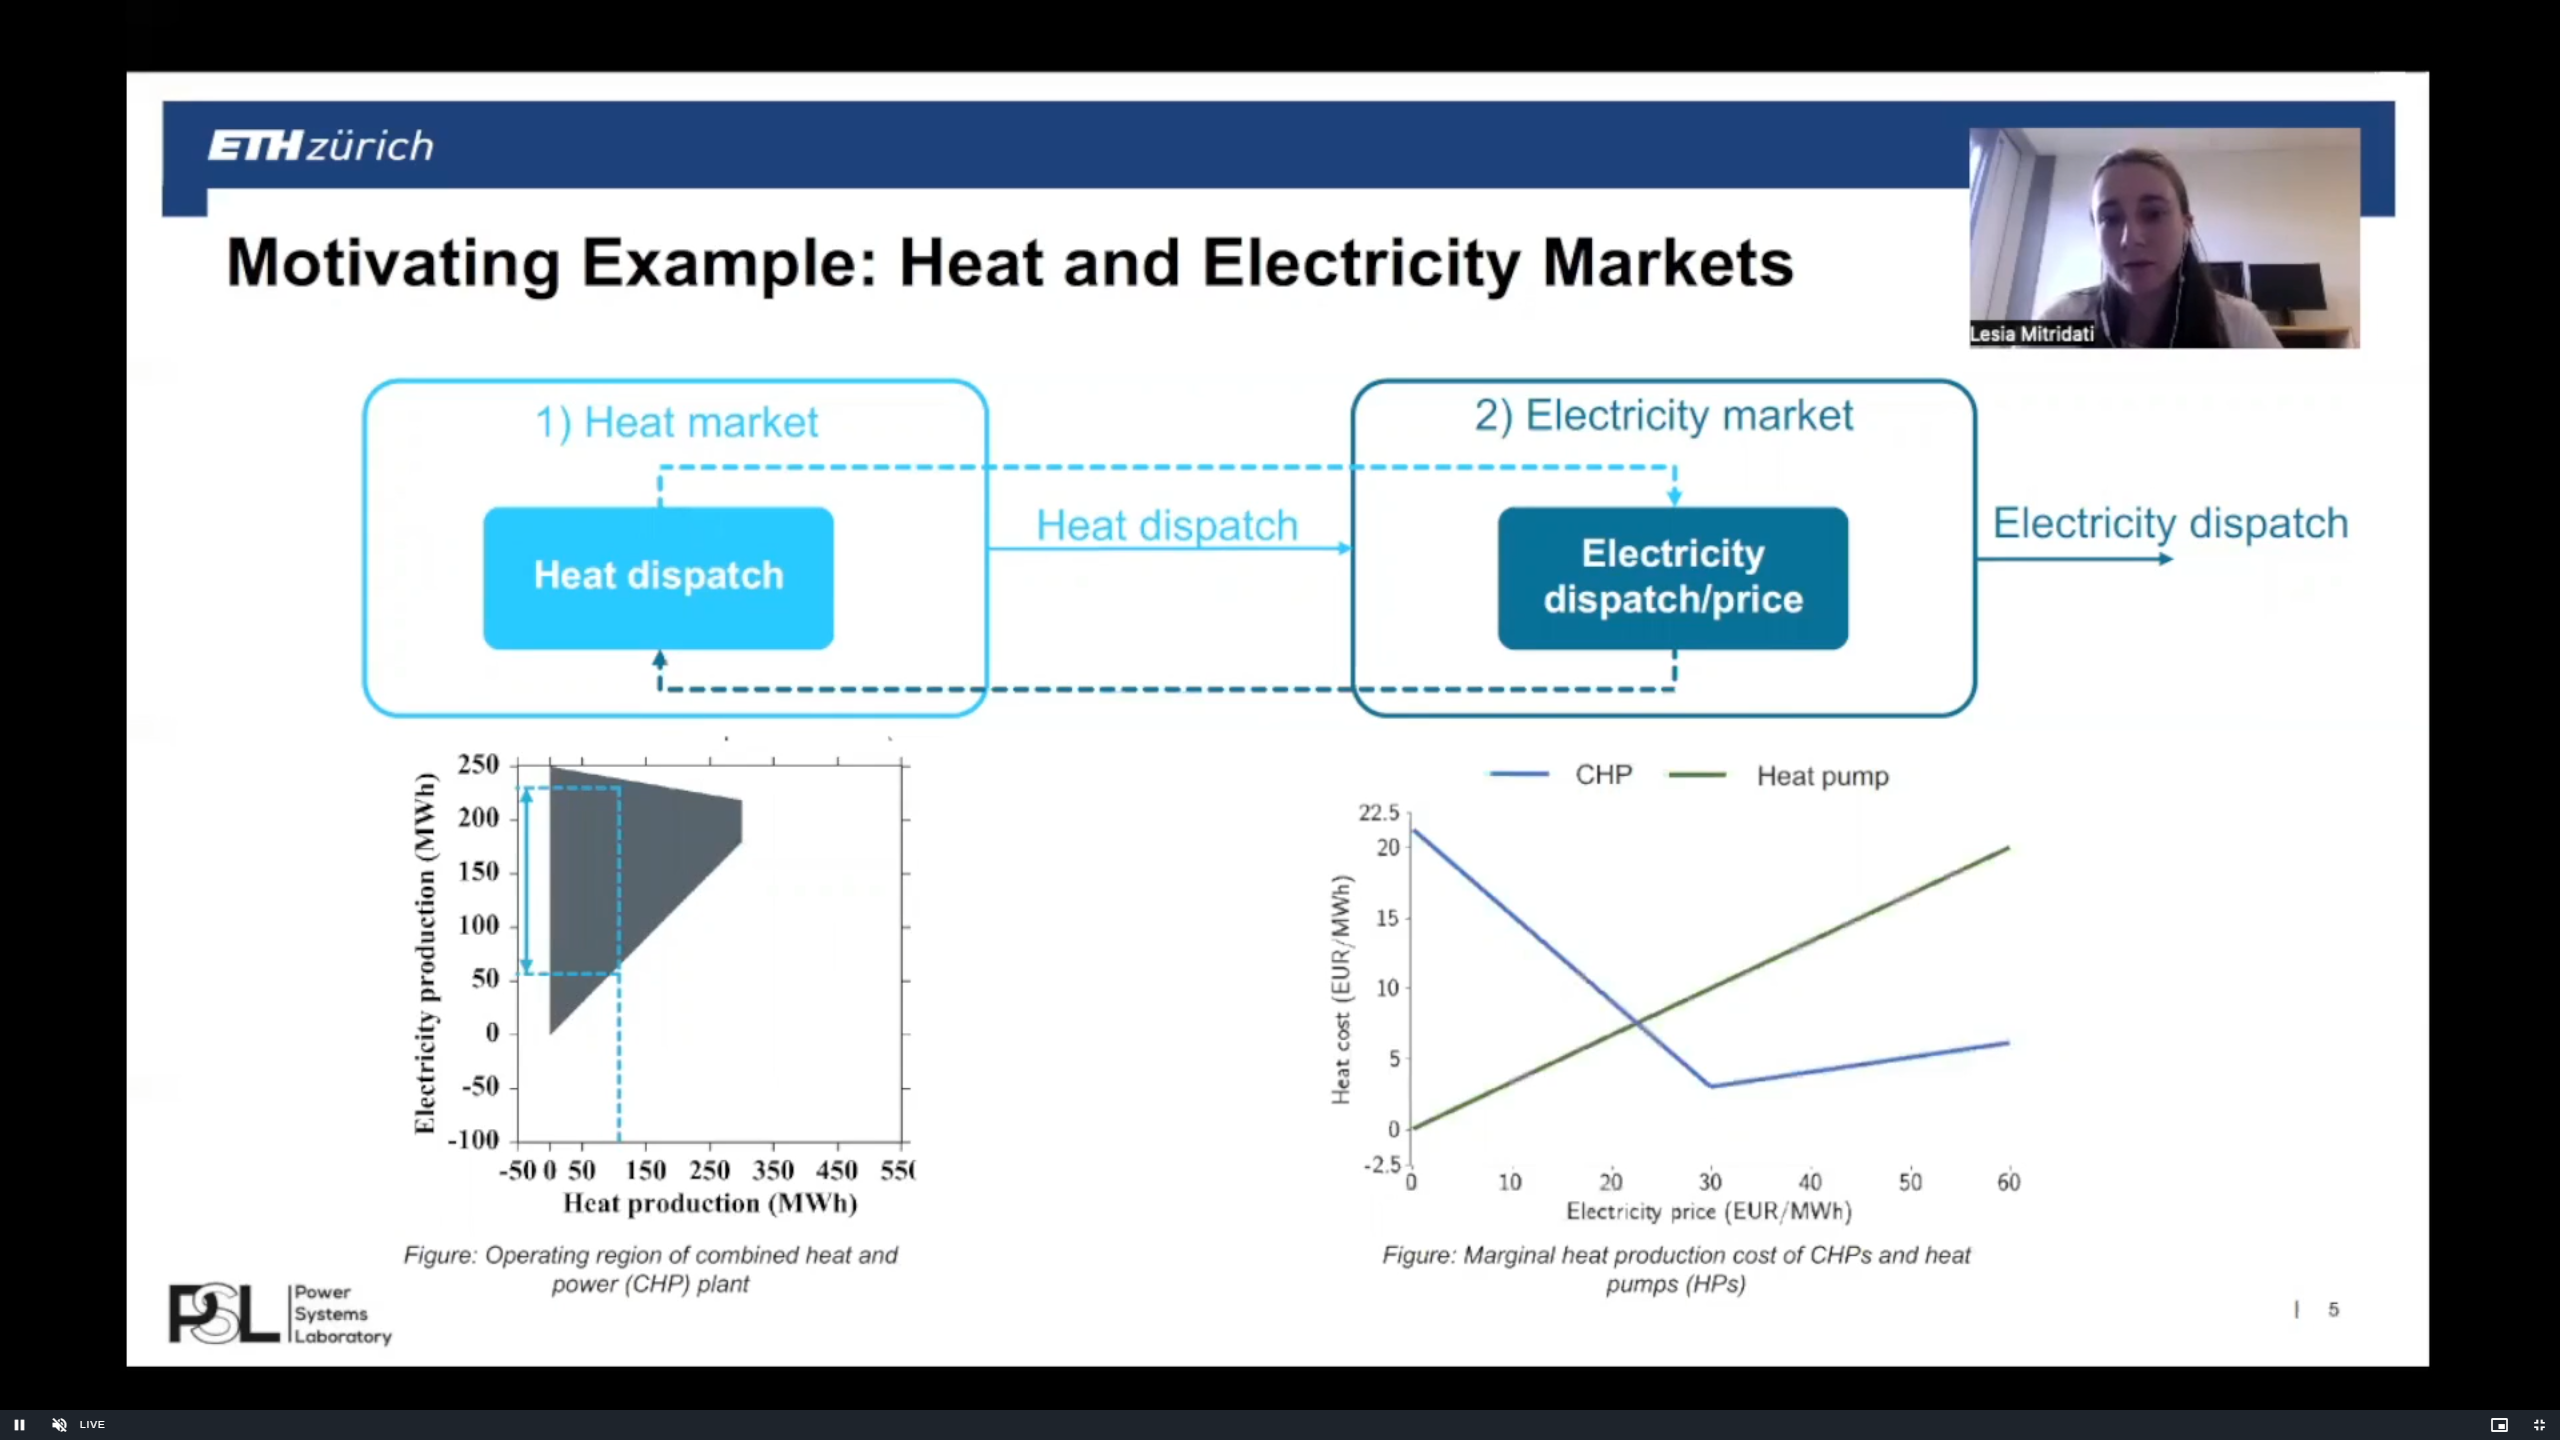 ETH zürich
Motivating Example: Heat and Electricity Markets
Lesia Mitridati
1) Heat market
2) Electricity market
Heat dispatch
Heat dispatch
Electricity
dispatch/price
Electricity dispatch
250
200
150
100
50
0
-50
-100
Electricity production (MWh)
-50 0 50 150 250 350 450
Heat production (MWh)
Figure: Operating region of combined heat and
power (CHP) plant
CHP Heat pump
22.5
20
15
10
5
0
-2.5
Heat cost (EUR/MWh)
0 10 20 30 40 50 60
Electricity price (EUR/MWh)
Figure: Marginal heat production cost of CHPs and heat
pumps (HPs)
PSL
Power
Systems
Laboratory
| 5
LIVE